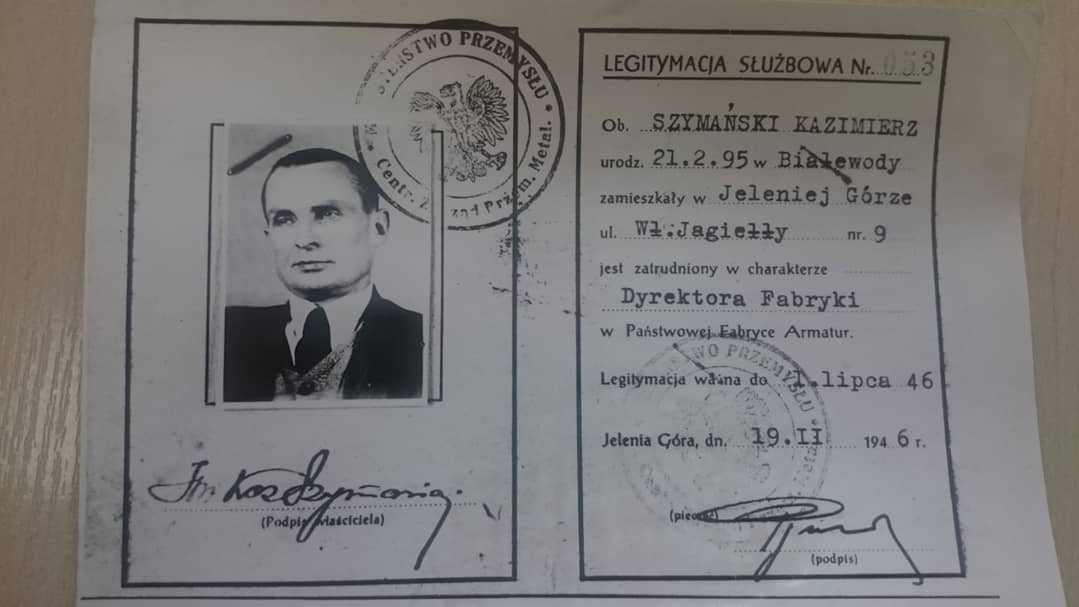 MINISTERSTWO PRZEMYSŁU • Centr. Zarząd Przem. Metal. •
(Podpis właściciela)
LEGITYMACJA SŁUŻBOWA Nr. 053
Ob. SZYMAŃSKI KAZIMIERZ
urodz. 21.2.95 w Białewody
zamieszkały w Jeleniej Górze
ul. Wł.Jagiełły nr. 9
jest zatrudniony w charakterze
Dyrektora Fabryki
w Państwowej Fabryce Armatur.
Legitymacja ważna do 1.lipca 46
Jelenia Góra, dn. 19.II 1946 r.
(pieczęć)
(podpis)